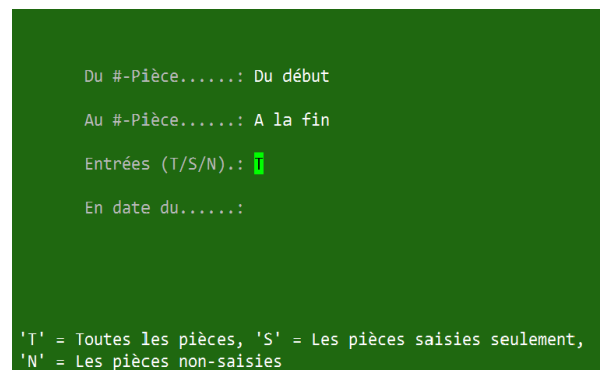 Du #-Pièce......: Du début
Au #-Pièce......: A la fin
Entrées (T/S/N).: T
En date du......:
'T' = Toutes les pièces, 'S' = Les pièces saisies seulement,
'N' = Les pièces non-saisies